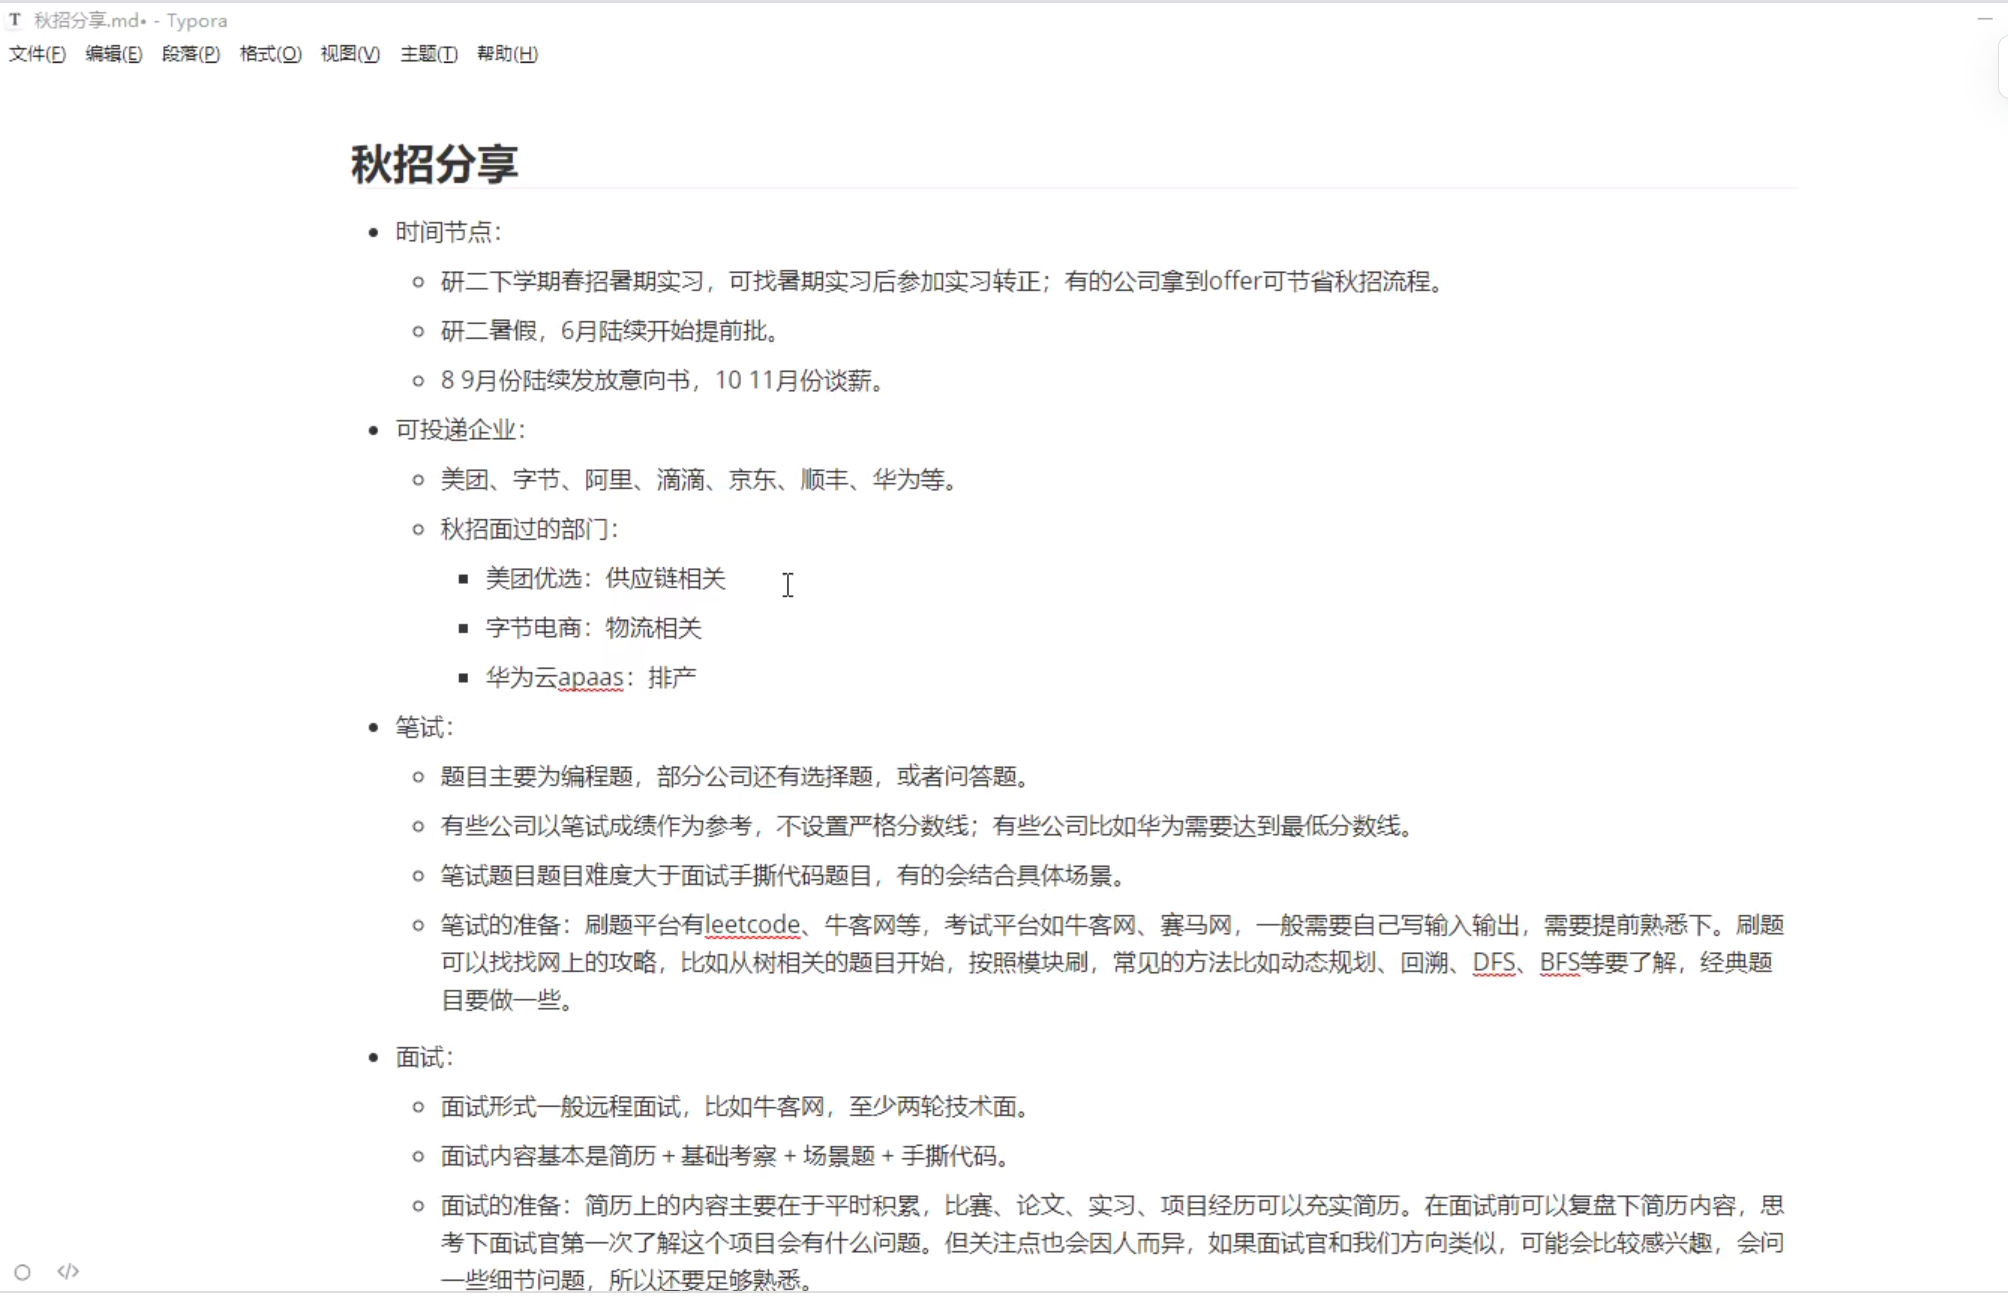 T 秋招分享.md• - Typora
文件(F) 编辑(E) 段落(P) 格式(O) 视图(V) 主题(T) 帮助(H)
秋招分享
时间节点：
研二下学期春招暑期实习，可找暑期实习后参加实习转正；有的公司拿到offer可节省秋招流程。
研二暑假，6月陆续开始提前批。
8 9月份陆续发放意向书，10 11月份谈薪。
可投递企业：
美团、字节、阿里、滴滴、京东、顺丰、华为等。
秋招面过的部门：
美团优选：供应链相关
字节电商：物流相关
华为云apaas：排产
笔试：
题目主要为编程题，部分公司还有选择题，或者问答题。
有些公司以笔试成绩作为参考，不设置严格分数线；有些公司比如华为需要达到最低分数线。
笔试题目题目难度大于面试手撕代码题目，有的会结合具体场景。
笔试的准备：刷题平台有leetcode、牛客网等，考试平台如牛客网、赛马网，一般需要自己写输入输出，需要提前熟悉下。刷题
可以找找网上的攻略，比如从树相关的题目开始，按照模块刷，常见的方法比如动态规划、回溯、DFS、BFS等要了解，经典题
目要做一些。
面试：
面试形式一般远程面试，比如牛客网，至少两轮技术面。
面试内容基本是简历 + 基础考察 + 场景题 + 手撕代码。
面试的准备：简历上的内容主要在于平时积累，比赛、论文、实习、项目经历可以充实简历。在面试前可以复盘下简历内容，思
考下面试官第一次了解这个项目会有什么问题。但关注点也会因人而异，如果面试官和我们方向类似，可能会比较感兴趣，会问
一些细节问题，所以还要足够熟悉。